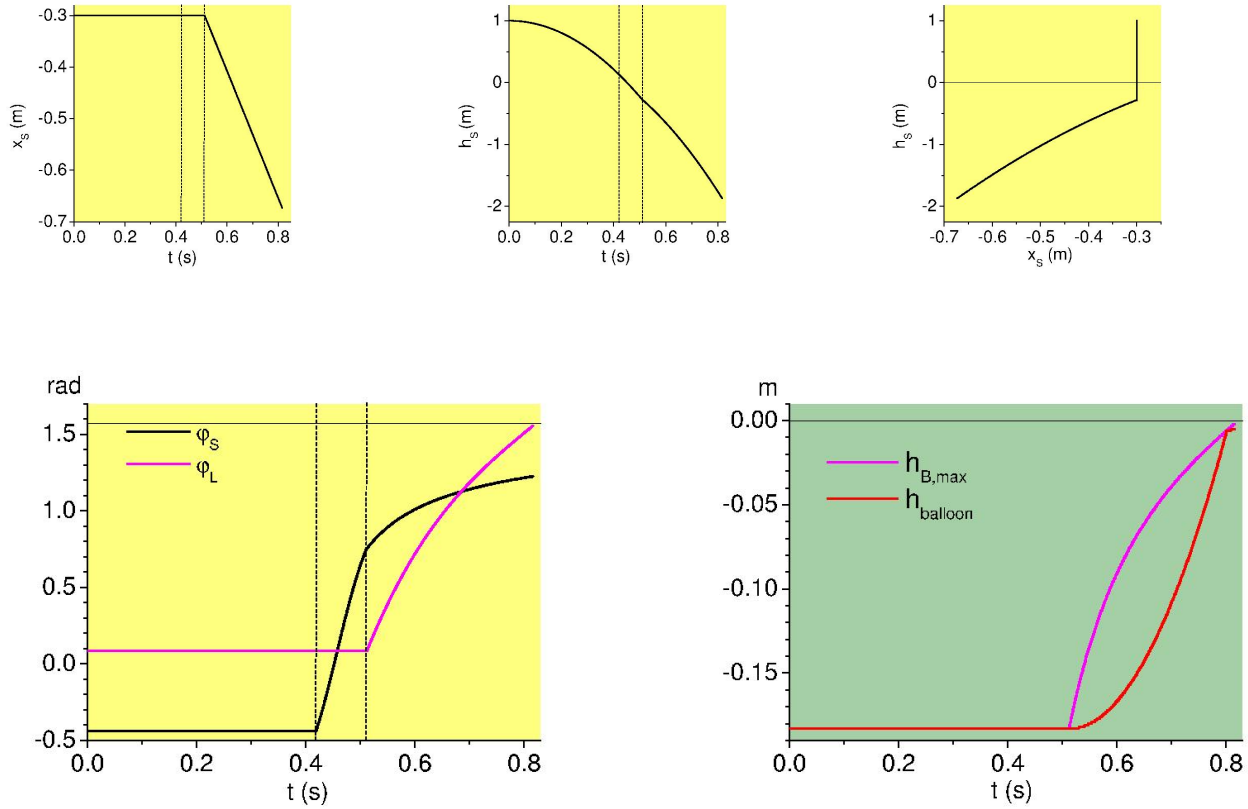 -0.3
-0.4
-0.5
-0.6
-0.7
x_S (m)
0.0 0.2 0.4 0.6 0.8
t (s)
1
0
-1
-2
h_S (m)
0.0 0.2 0.4 0.6 0.8
t (s)
1
0
-1
-2
h_S (m)
-0.7 -0.6 -0.5 -0.4 -0.3
x_S (m)
rad
1.5
1.0
0.5
0.0
-0.5
φ_S
φ_L
0.0 0.2 0.4 0.6 0.8
t (s)
m
0.00
-0.05
-0.10
-0.15
h_B,max
h_balloon
0.0 0.2 0.4 0.6 0.8
t (s)